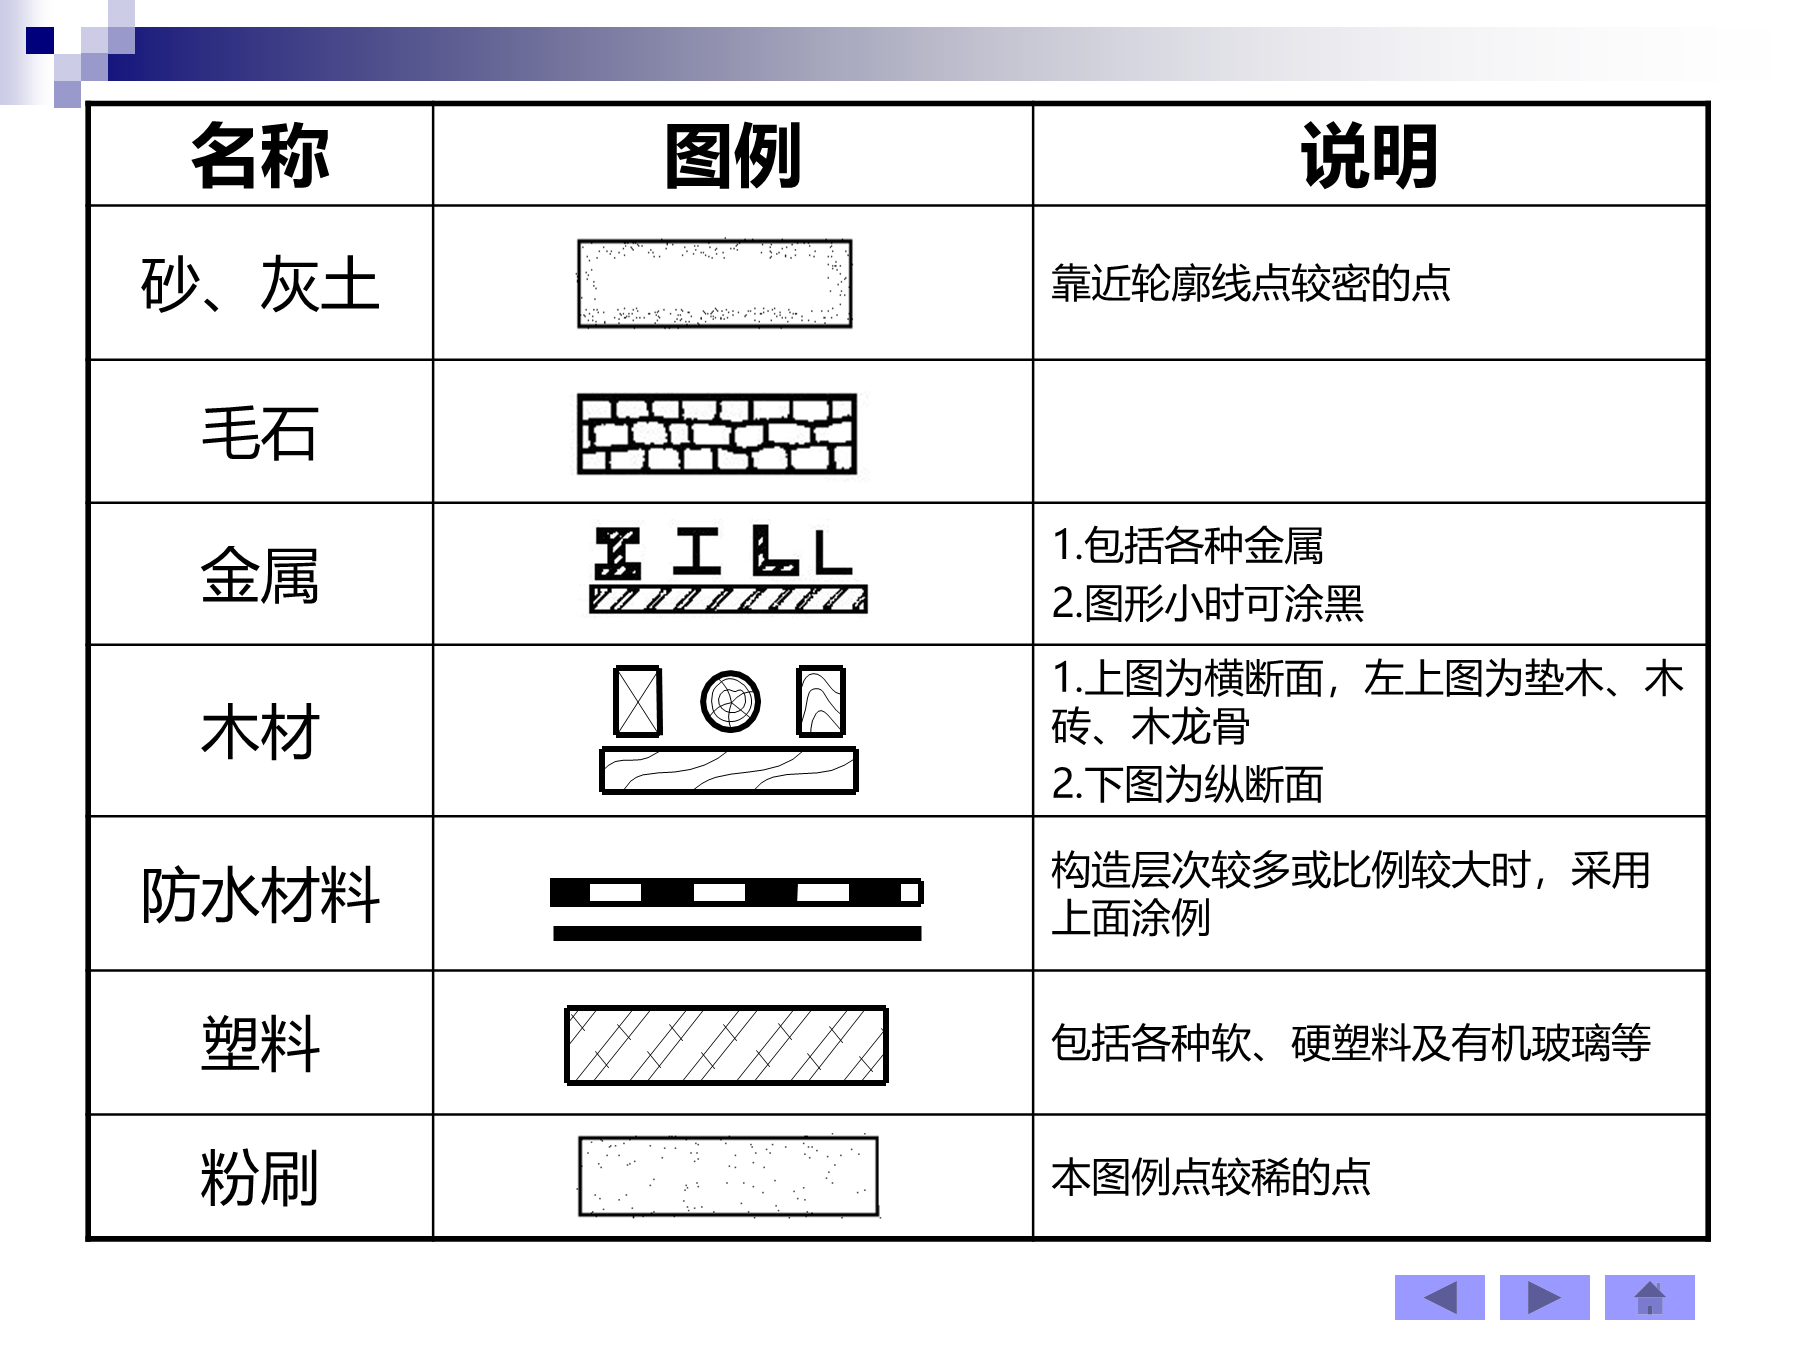 名称 图例 说明
砂、灰土
靠近轮廓线点较密的点
毛石
金属
1.包括各种金属
2.图形小时可涂黑
木材
1.上图为横断面，左上图为垫木、木
砖、木龙骨
2.下图为纵断面
防水材料
构造层次较多或比例较大时，采用
上面涂例
塑料
包括各种软、硬塑料及有机玻璃等
粉刷
本图例点较稀的点